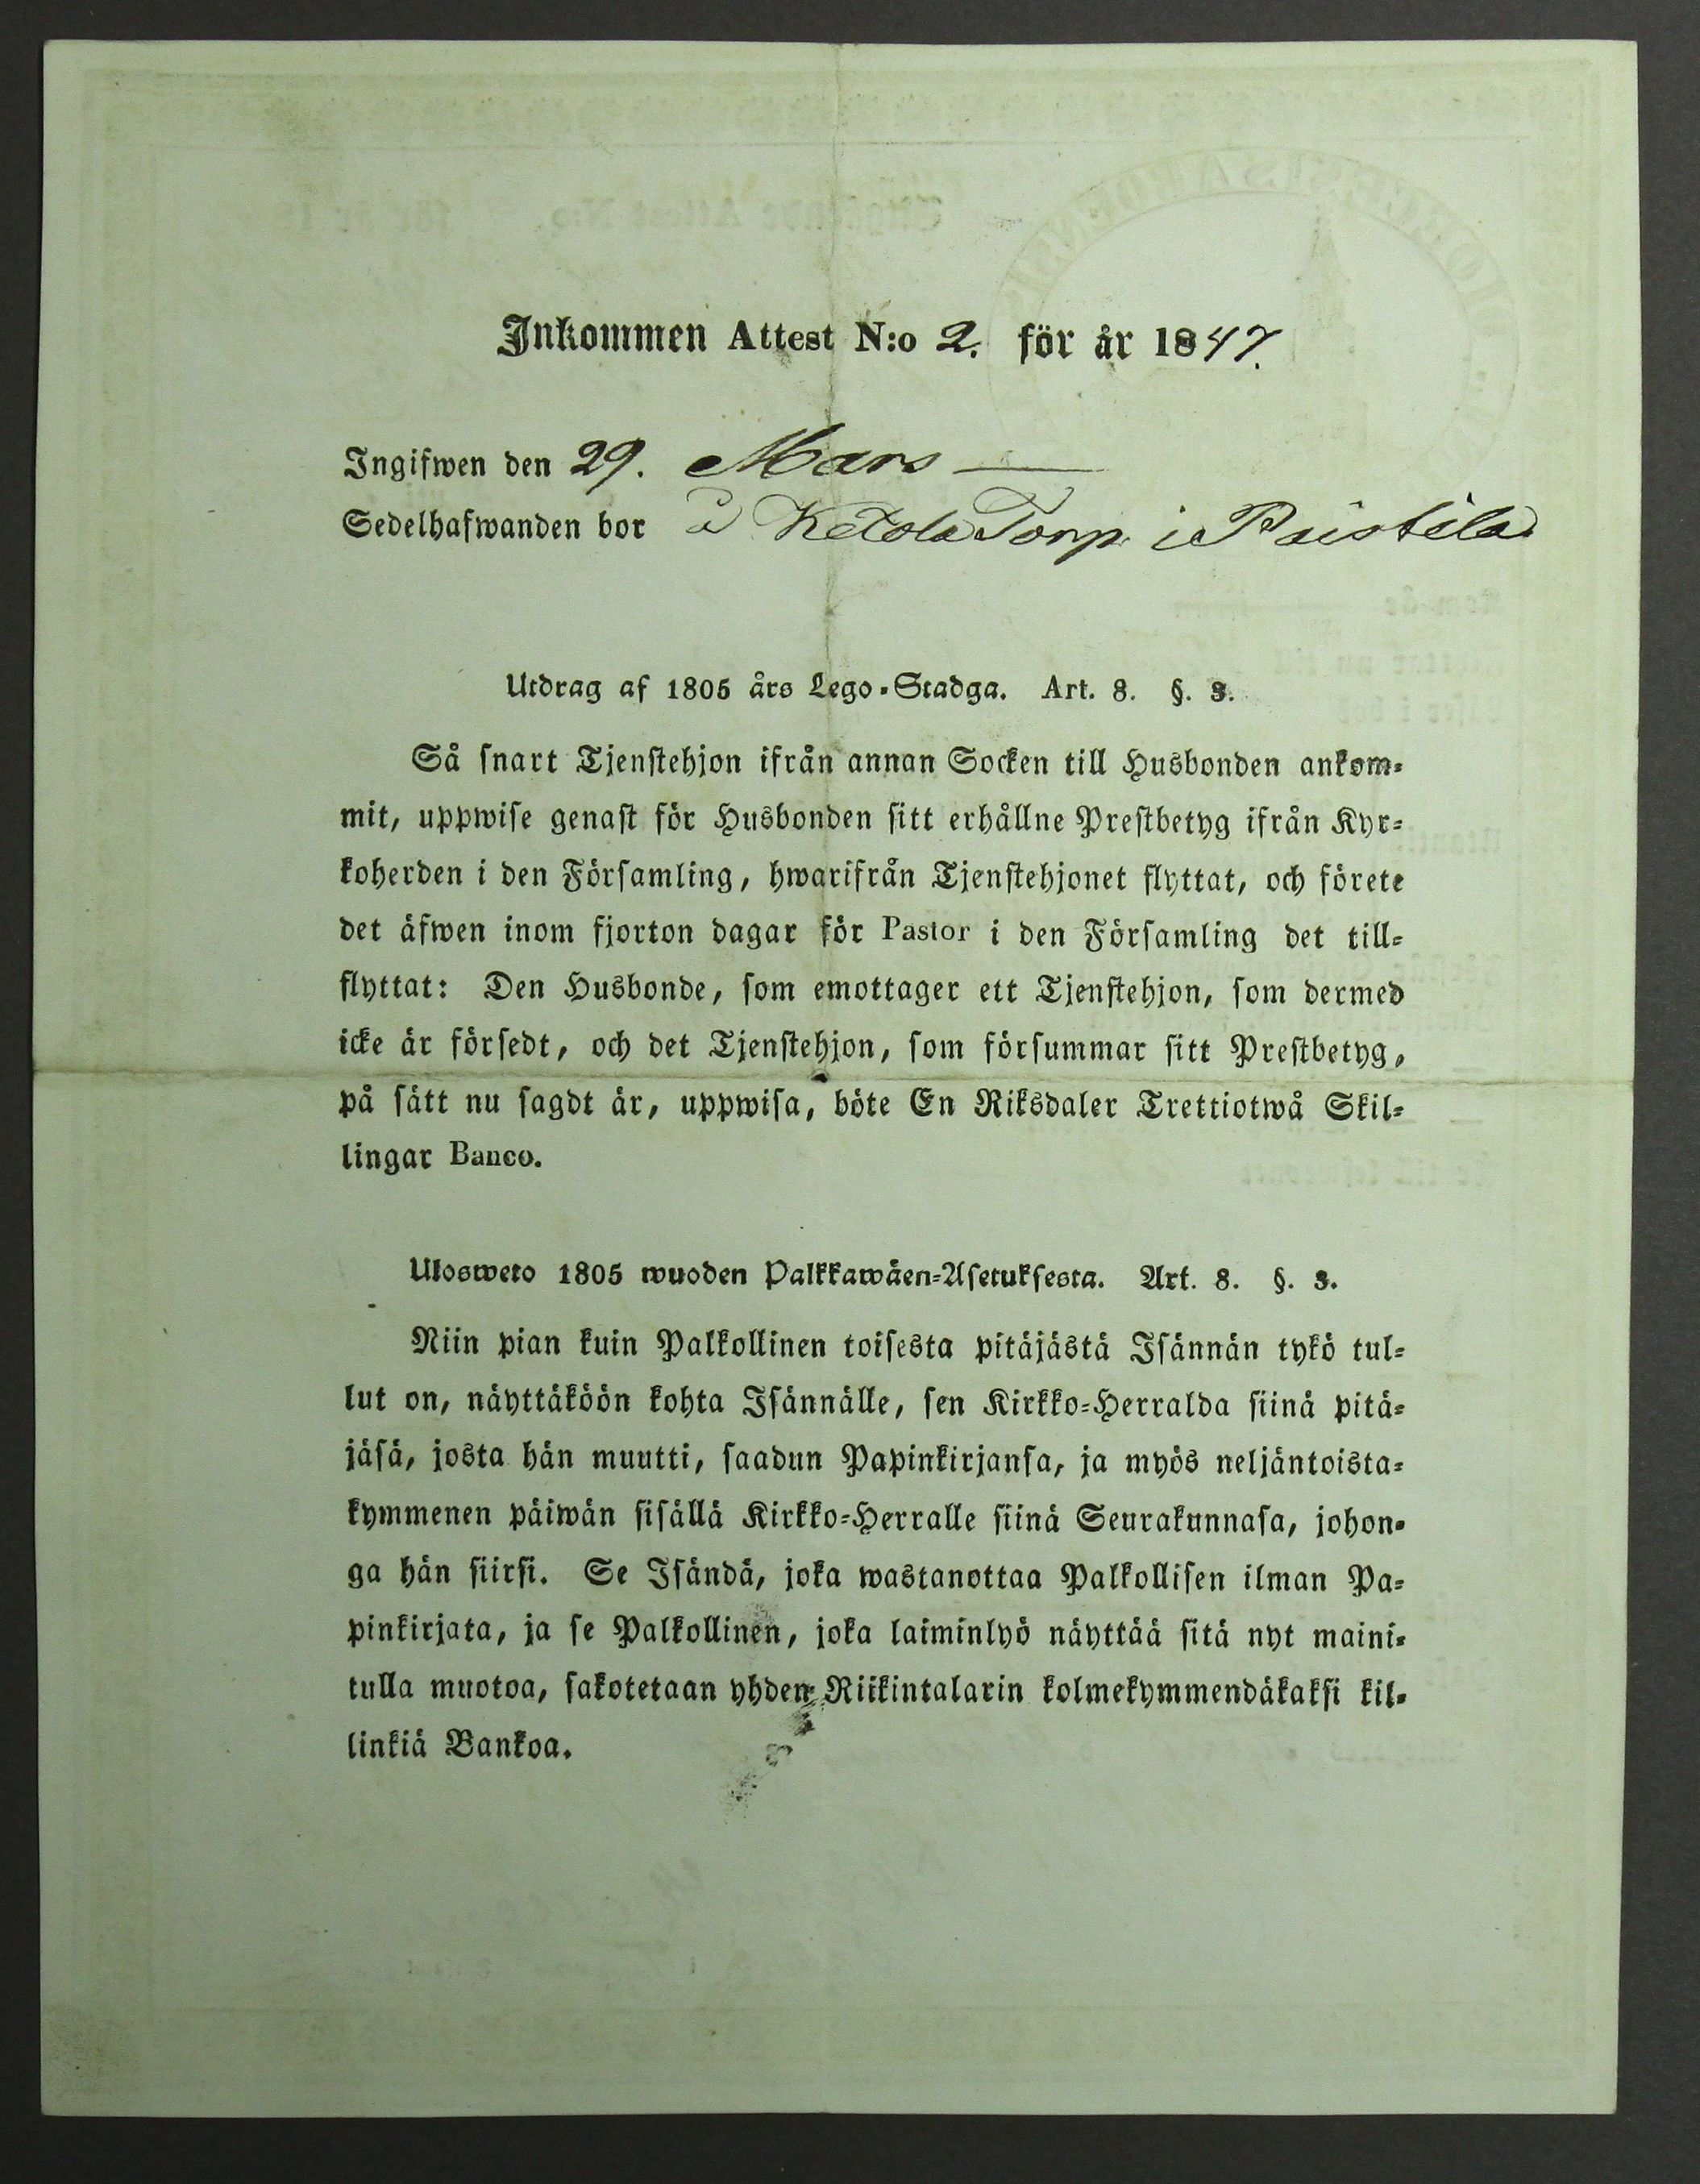 Inkommen Attest N:o 2. för år 1847.
Ingifwen den 29. Mars
Sedelhafwanden bor å Ketola Torp i Paistila
Utdrag af 1805 års Lego-Stadga. Art. 8. §. 3.
Så snart Tjenstehjon ifrån annan Socken till Husbonden ankom-
mit, uppwise genast för Husbonden sitt erhållne Prestbetyg ifrån Kyr-
koherden i den Församling, hwarifrån Tjenstehjonet flyttat, och förete
det äfwen inom fjorton dagar för Pastor i den Församling det till-
flyttat: Den Husbonde, som emottager ett Tjenstehjon, som dermed
icke är försedt, och det Tjenstehjon, som försummar sitt Prestbetyg,
på sätt nu sagdt är, uppwisa, böte En Riksdaler Trettiotwå Skil-
lingar Banco.
Ulosweto 1805 wuoden Palkkawäen-Asetuksesta. Art. 8. §. 3.
Niin pian kuin Palkollinen toisesta pitäjästä Isännän tykö tul-
lut on, näyttäköön kohta Isännälle, sen Kirkko-Herralda siinä pitä-
jäsä, josta hän muutti, saadun Papinkirjansa, ja myös neljäntoista-
kymmenen päiwän sisällä Kirkko-Herralle siinä Seurakunnasa, johon-
ga hän siirsi. Se Isändä, joka wastanottaa Palkollisen ilman Pa-
pinkirjata, ja se Palkollinen, joka laiminlyö näyttää sitä nyt maini-
tulla muotoa, sakotetaan yhden Riikintalarin kolmekymmendäkaksi kil-
linkiä Bankoa.